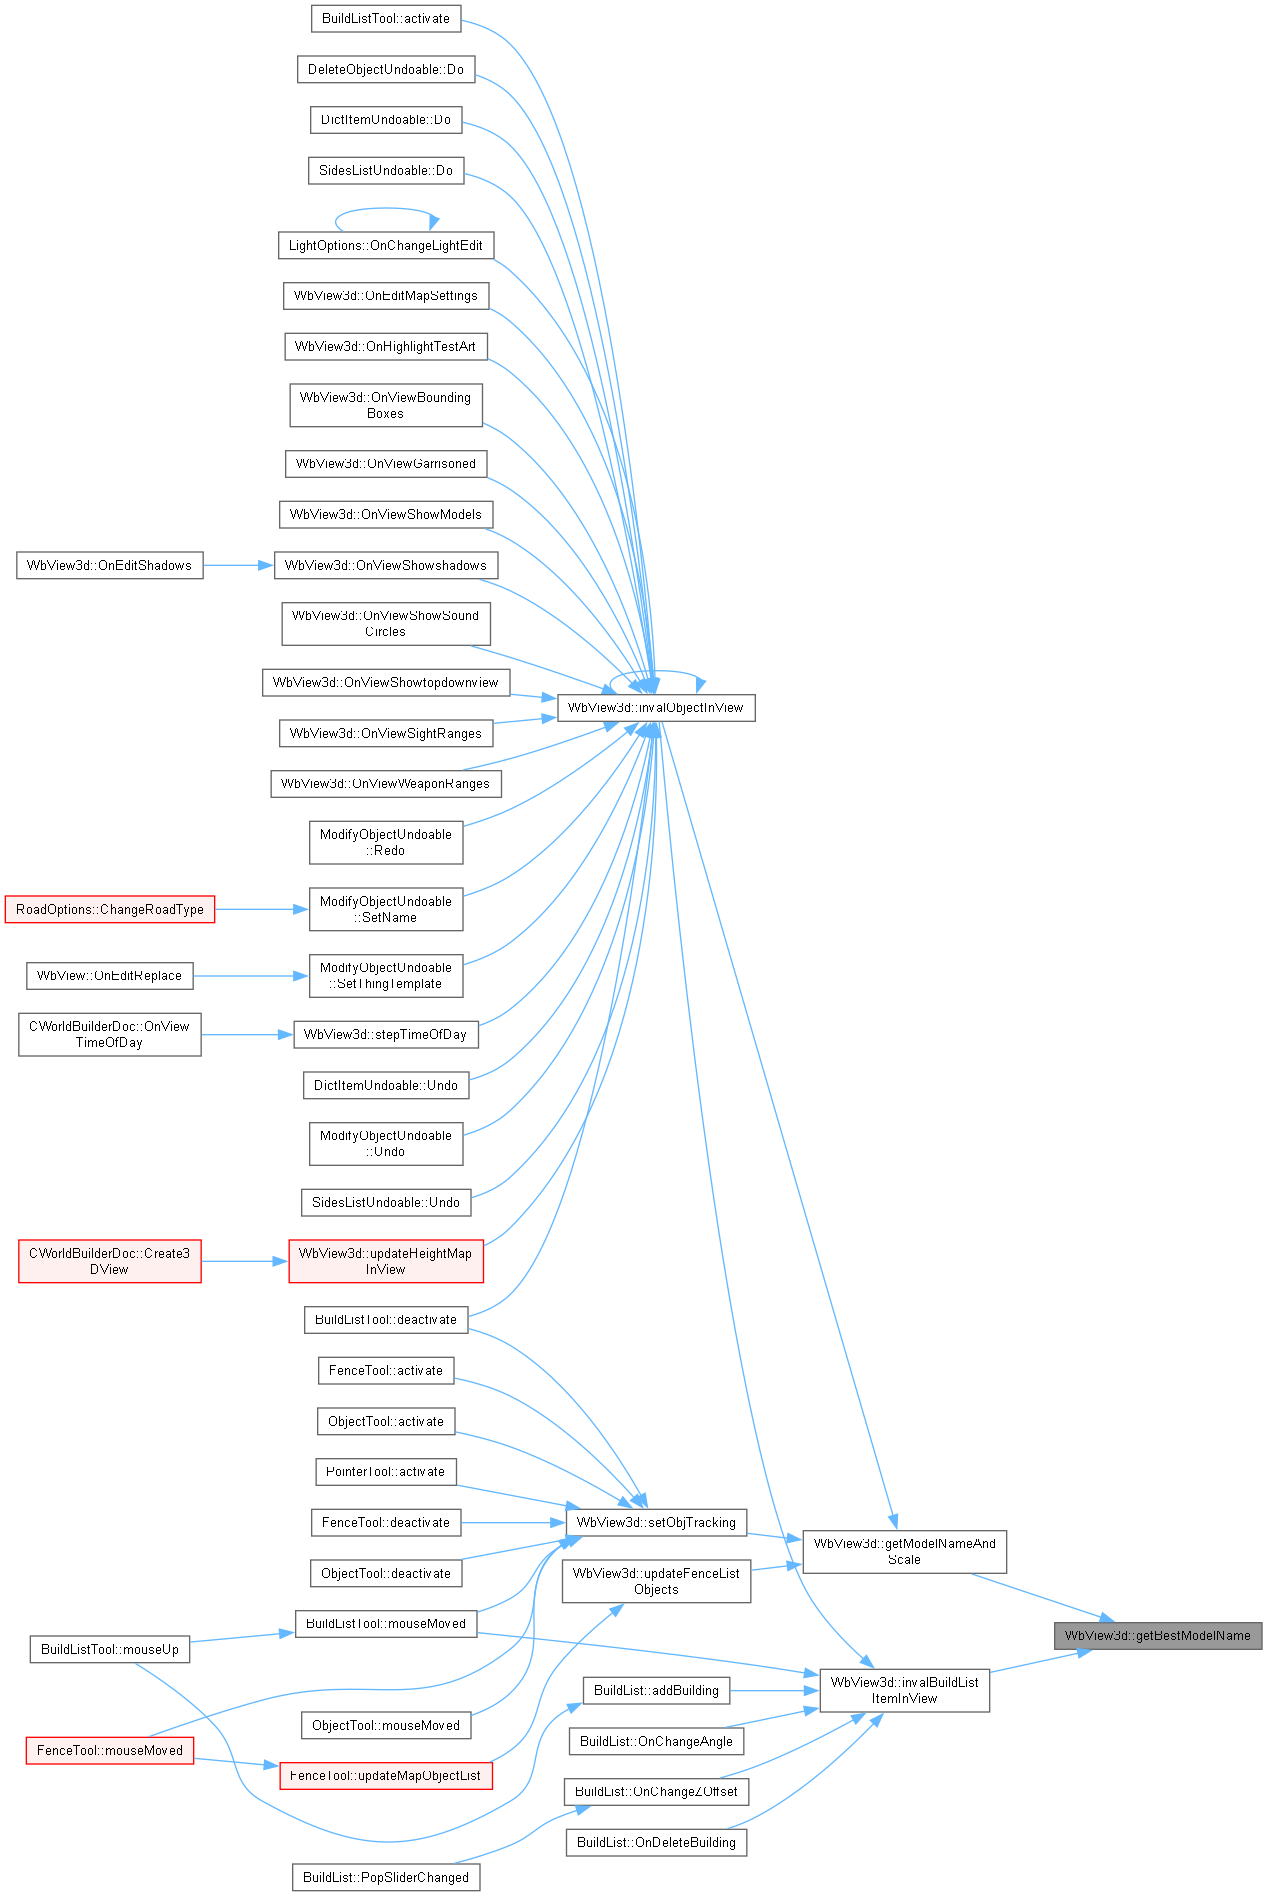 BuildListTool::activate
DeleteObjectUndoable::Do
DictItemUndoable::Do
SidesListUndoable::Do
LightOptions::OnChangeLightEdit
WbView3d::OnEditMapSettings
WbView3d::OnHighlightTestArt
WbView3d::OnViewBounding
Boxes
WbView3d::OnViewGarrisoned
WbView3d::OnViewShowModels
WbView3d::OnEditShadows
WbView3d::OnViewShowshadows
WbView3d::OnViewShowSound
Circles
WbView3d::OnViewShowtopdownview
WbView3d::invalObjectInView
WbView3d::OnViewSightRanges
WbView3d::OnViewWeaponRanges
ModifyObjectUndoable
::Redo
RoadOptions::ChangeRoadType
ModifyObjectUndoable
::SetName
WbView::OnEditReplace
ModifyObjectUndoable
::SetThingTemplate
CWorldBuilderDoc::OnView
TimeOfDay
WbView3d::stepTimeOfDay
DictItemUndoable::Undo
ModifyObjectUndoable
::Undo
SidesListUndoable::Undo
CWorldBuilderDoc::Create3
DView
WbView3d::updateHeightMap
InView
BuildListTool::deactivate
FenceTool::activate
ObjectTool::activate
PointerTool::activate
FenceTool::deactivate
WbView3d::setObjTracking
WbView3d::getModelNameAnd
Scale
ObjectTool::deactivate
WbView3d::updateFenceList
Objects
BuildListTool::mouseMoved
WbView3d::getBestModelName
BuildListTool::mouseUp
BuildList::addBuilding
WbView3d::invalBuildList
ItemInView
ObjectTool::mouseMoved
BuildList::OnChangeAngle
FenceTool::mouseMoved
FenceTool::updateMapObjectList
BuildList::OnChangeZOffset
BuildList::OnDeleteBuilding
BuildList::PopSliderChanged